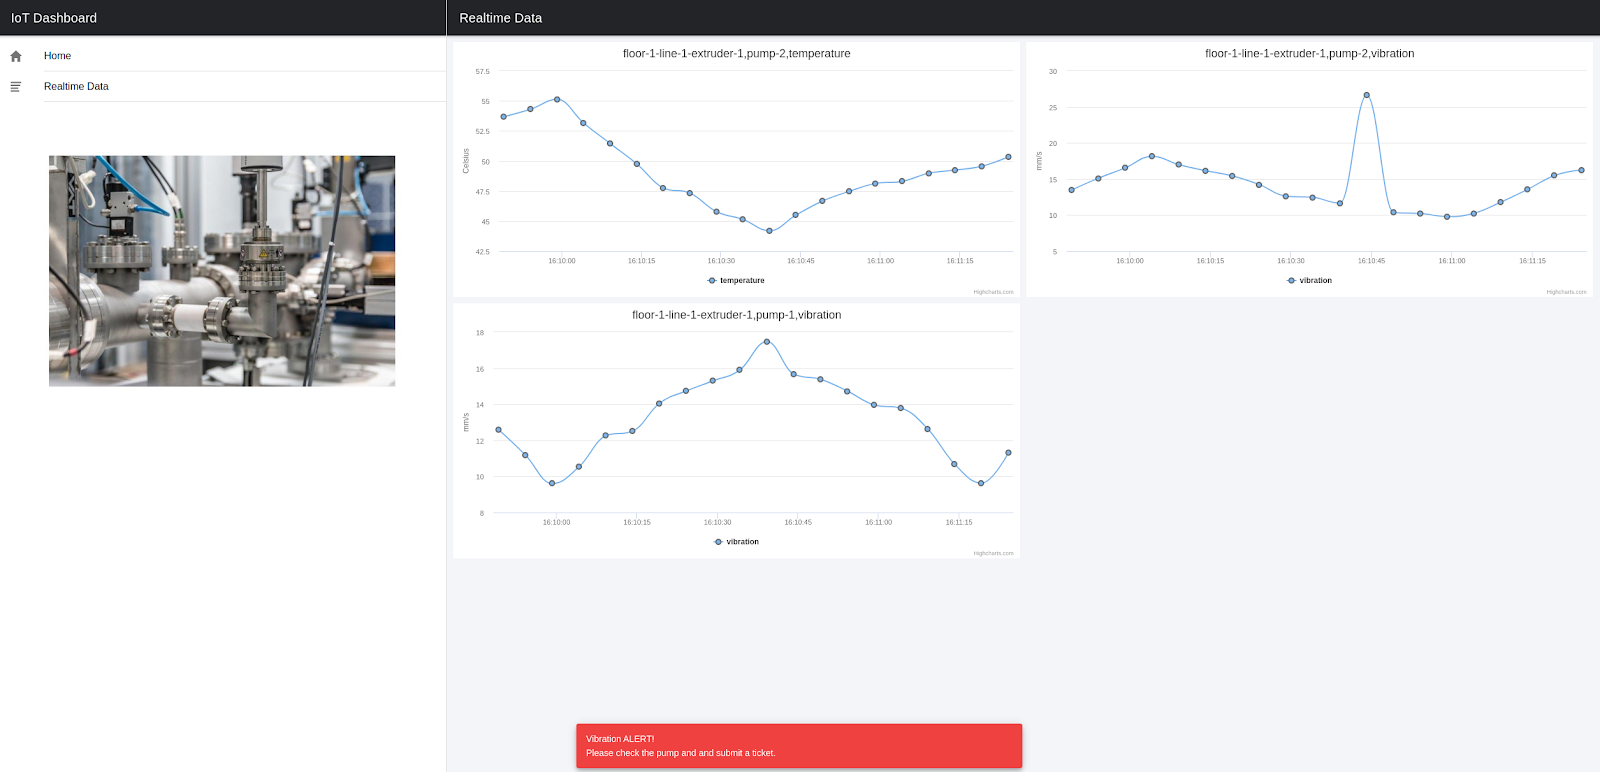 IoT Dashboard
Realtime Data
Home
Realtime Data
floor-1-line-1-extruder-1,pump-2,temperature
57.5
55
52.5
50
47.5
45
42.5
Celsius
16:10:00 16:10:15 16:10:30 16:10:45 16:11:00 16:11:15
temperature
Highcharts.com
floor-1-line-1-extruder-1,pump-2,vibration
30
25
20
15
10
5
mm/s
16:10:00 16:10:15 16:10:30 16:10:45 16:11:00 16:11:15
vibration
Highcharts.com
floor-1-line-1-extruder-1,pump-1,vibration
18
16
14
12
10
8
mm/s
16:10:00 16:10:15 16:10:30 16:10:45 16:11:00 16:11:15
vibration
Highcharts.com
Vibration ALERT!
Please check the pump and and submit a ticket.